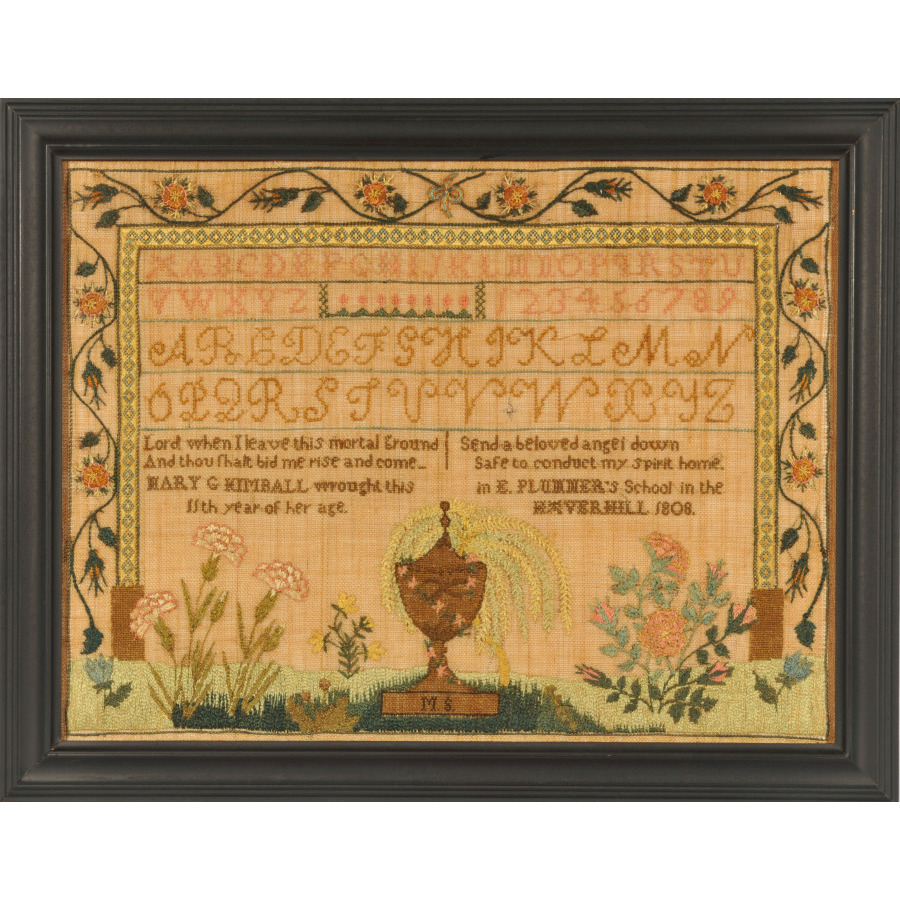 ABCDEFGHIJKLMNOPQRSTU
VWXYZ 123456789
ABCDEFGHIJKLMN
OPQRSTUVWXYZ
Lord when I leave this mortal Ground
And thou shalt bid me rise and come
Send a beloved angel down
Safe to conduct my spirit home.
MARY G KIMBALL wrought this
11th year of her age.
in E. PLUMMER'S School in the
HAVERHILL 1808.